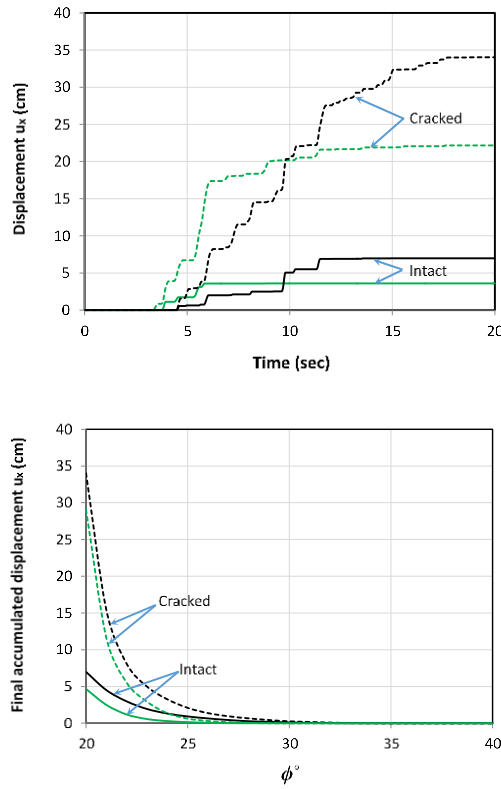 Displacement uₓ (cm)
40
35
30
25
20
15
10
5
0
Cracked
Intact
0 5 10 15 20
Time (sec)
Final accumulated displacement uₓ (cm)
40
35
30
25
20
15
10
5
0
Cracked
Intact
20 25 30 35 40
ϕ°